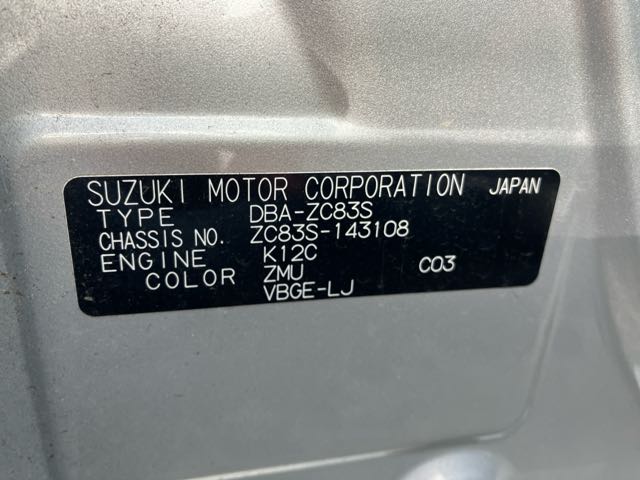 SUZUKI MOTOR CORPORATION JAPAN
TYPE DBA-ZC83S
CHASSIS NO. ZC83S-143108
ENGINE K12C
COLOR ZMU C03
VBGE-LJ